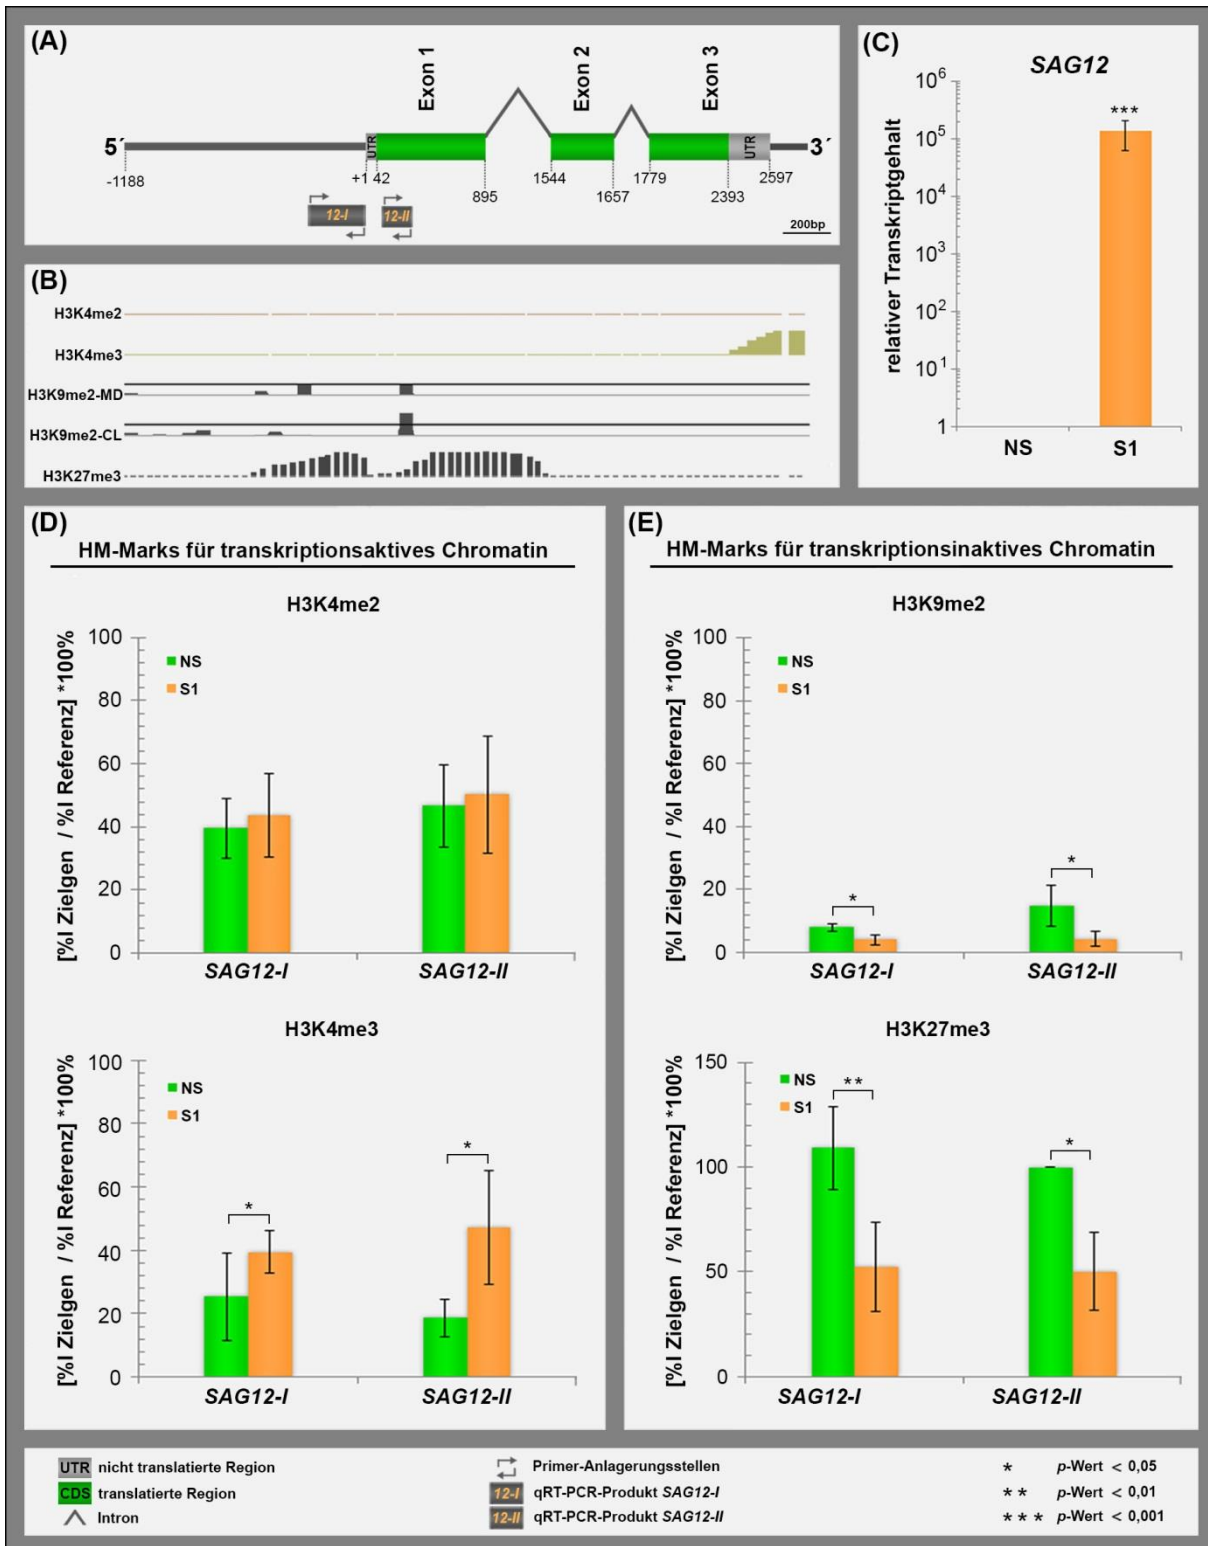 (A)
Exon 1
Exon 2
Exon 3
5´
UTR
UTR
3´
-1188
+1 42
895
1544
1657
1779
2393
2597
12-I
12-II
200bp
(B)
H3K4me2
H3K4me3
H3K9me2-MD
H3K9me2-CL
H3K27me3
(C)
SAG12
relativer Transkriptgehalt
10⁶
10⁵
10⁴
10³
10²
10¹
1
***
NS
S1
(D)
HM-Marks für transkriptionsaktives Chromatin
H3K4me2
[%I Zielgen / %I Referenz] *100%
100
80
60
40
20
0
NS
S1
SAG12-I
SAG12-II
H3K4me3
[%I Zielgen / %I Referenz] *100%
100
80
60
40
20
0
NS
S1
*
*
SAG12-I
SAG12-II
(E)
HM-Marks für transkriptionsinaktives Chromatin
H3K9me2
[%I Zielgen / %I Referenz] *100%
100
80
60
40
20
0
NS
S1
*
*
SAG12-I
SAG12-II
H3K27me3
[%I Zielgen / %I Referenz] *100%
150
100
50
0
NS
S1
**
*
SAG12-I
SAG12-II
UTR nicht translatierte Region
CDS translatierte Region
Intron
Primer-Anlagerungsstellen
12-I qRT-PCR-Produkt SAG12-I
12-II qRT-PCR-Produkt SAG12-II
* p-Wert < 0,05
** p-Wert < 0,01
*** p-Wert < 0,001